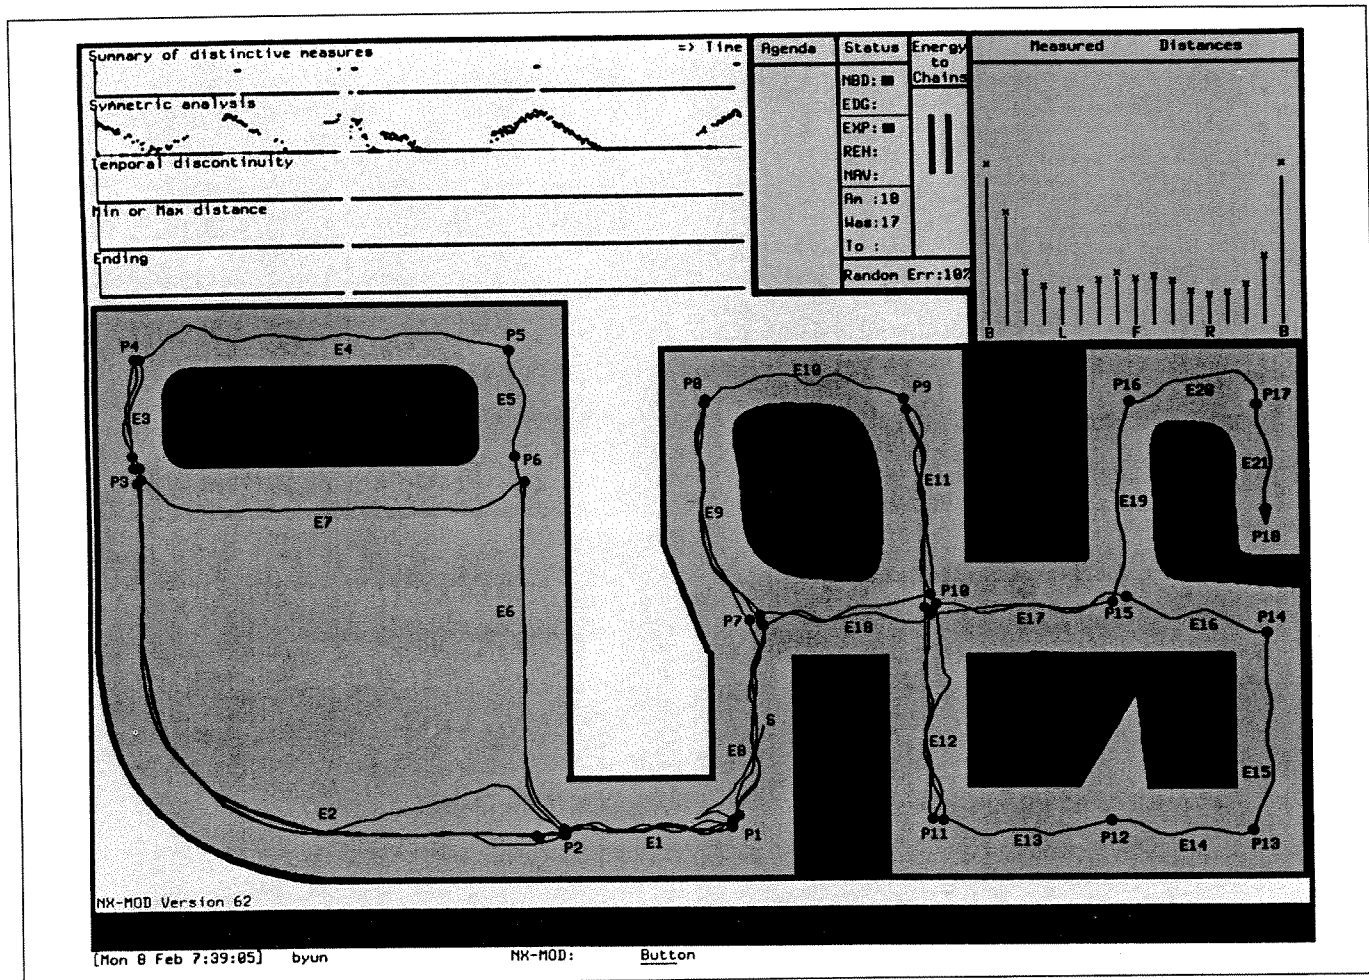 Summary of distinctive measures => Time
Symmetric analysis
Temporal discontinuity
Min or Max distance
Ending
Agenda
Status
NBD:
EDG:
EXP:
REH:
NAV:
Am :18
Was:17
To :
Random Err:10%
Energy
to
Chains
Measured Distances
B L F R B
P4 E4 P5
E3 E5
P6
P3
E7
E6
E2
P2 E1 P1
P8 E10 P9
E9 E11
P7 E18 P10 E17 P15 E16 P14
S
E8 E12 E15
P11 E13 P12 E14 P13
P16 E20 P17
E19 E21
P18
NX-MOD Version 62
[Mon 8 Feb 7:39:05] byun NX-MOD: Button